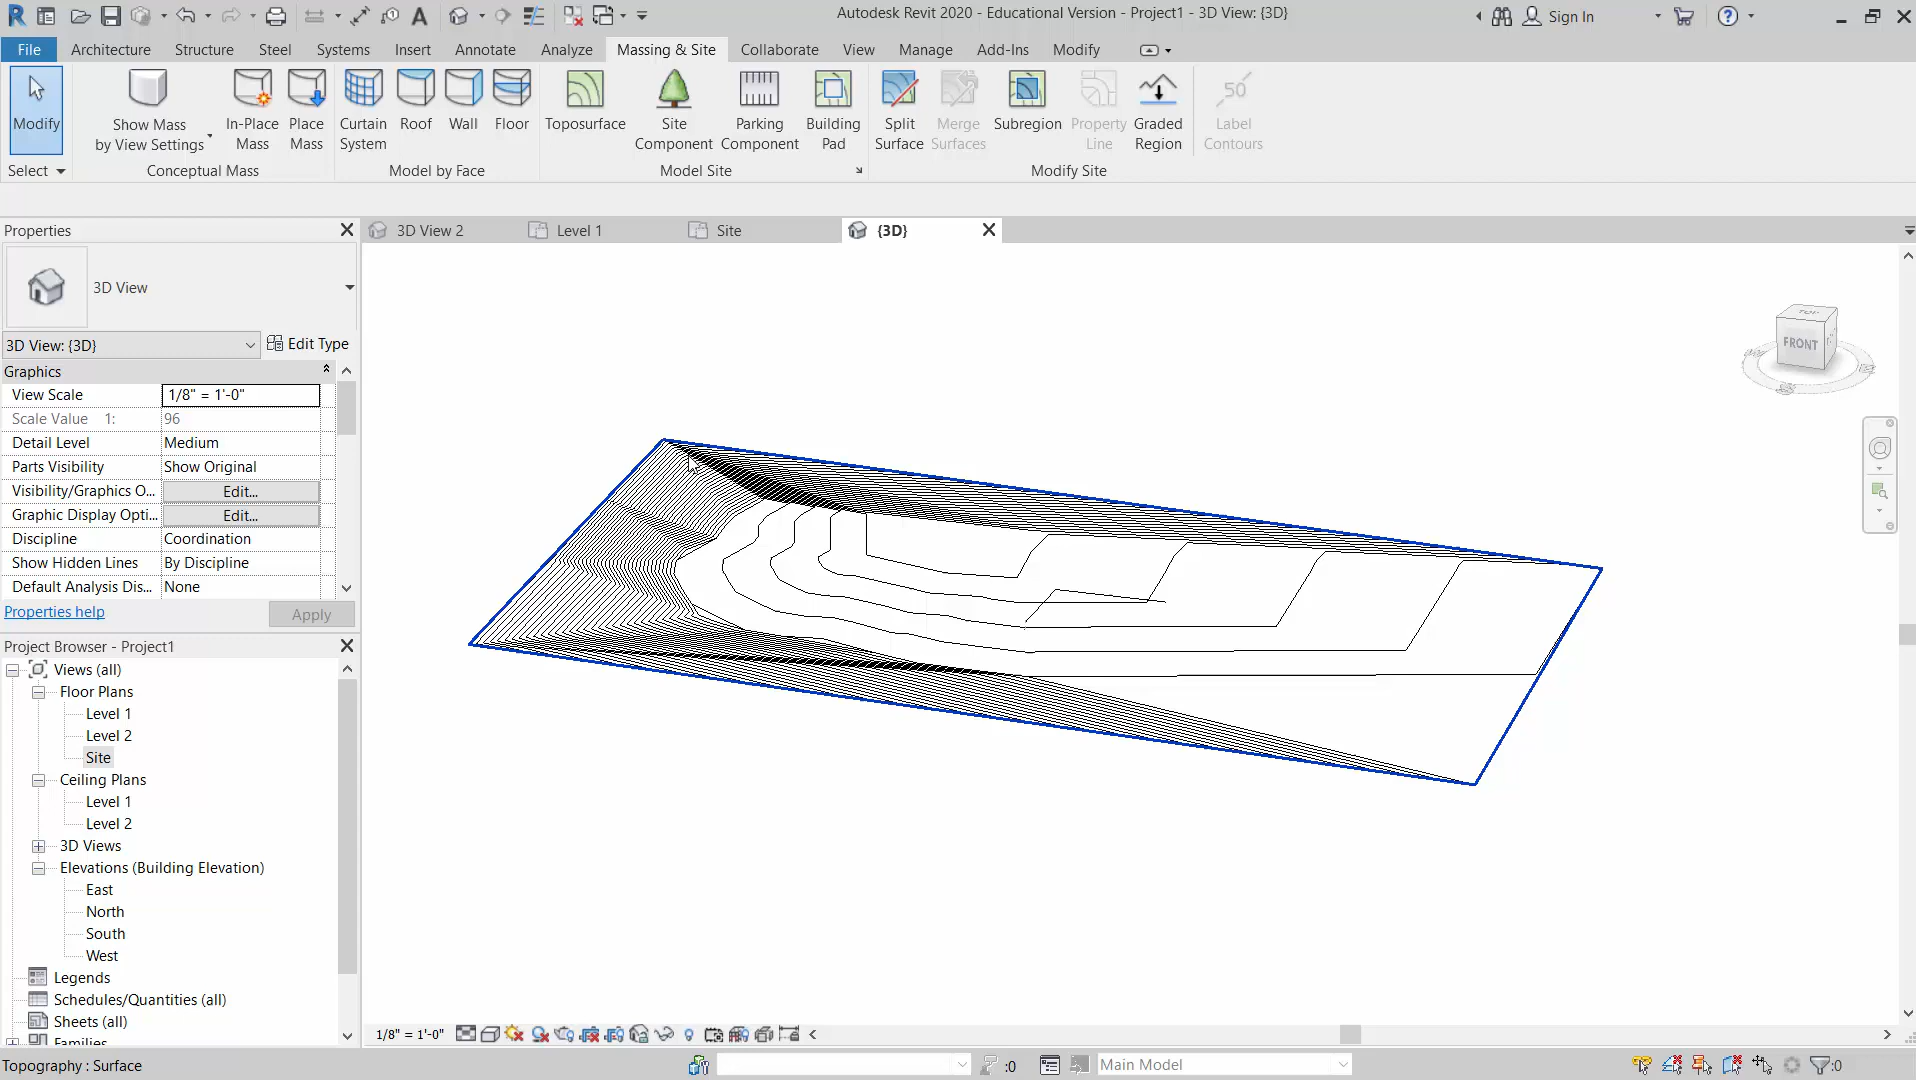 Autodesk Revit 2020 - Educational Version - Project1 - 3D View: {3D}
Sign In
File Architecture Structure Steel Systems Insert Annotate Analyze Massing & Site Collaborate View Manage Add-Ins Modify
Modify
Show Mass
by View Settings
In-Place
Mass
Place
Mass
Curtain
System
Roof
Wall
Floor
Toposurface
Site
Component
Parking
Component
Building
Pad
Split
Surface
Merge
Surfaces
Subregion
Property
Line
Graded
Region
50
Label
Contours
Select
Conceptual Mass
Model by Face
Model Site
Modify Site
Properties
3D View
3D View: {3D}
Edit Type
Graphics
View Scale 1/8" = 1'-0"
Scale Value 1: 96
Detail Level Medium
Parts Visibility Show Original
Visibility/Graphics O... Edit...
Graphic Display Opti... Edit...
Discipline Coordination
Show Hidden Lines By Discipline
Default Analysis Dis... None
Properties help
Apply
Project Browser - Project1
Views (all)
Floor Plans
Level 1
Level 2
Site
Ceiling Plans
Level 1
Level 2
3D Views
Elevations (Building Elevation)
East
North
South
West
Legends
Schedules/Quantities (all)
Sheets (all)
Families
3D View 2
Level 1
Site
{3D}
TOP
FRONT
1/8" = 1'-0"
Topography : Surface
:0
Main Model
:0